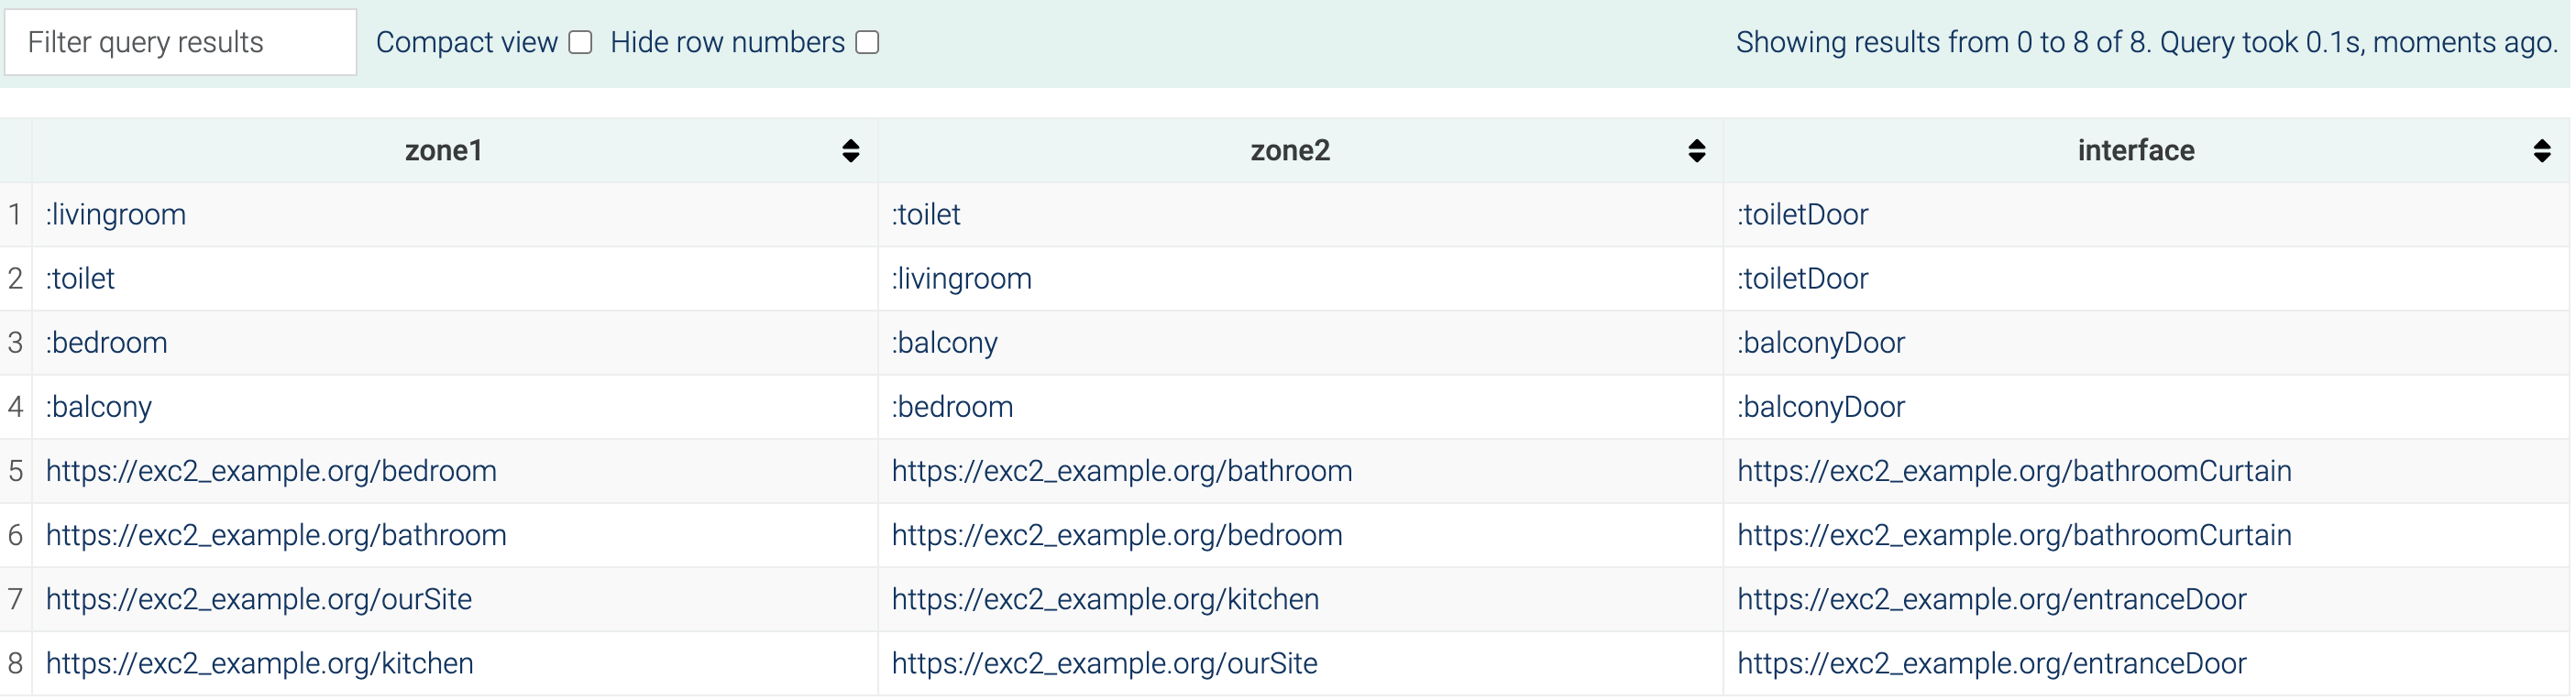 Filter query results Compact view Hide row numbers Showing results from 0 to 8 of 8. Query took 0.1s, moments ago.
zone1 zone2 interface
1 :livingroom :toilet :toiletDoor
2 :toilet :livingroom :toiletDoor
3 :bedroom :balcony :balconyDoor
4 :balcony :bedroom :balconyDoor
5 https://exc2_example.org/bedroom https://exc2_example.org/bathroom https://exc2_example.org/bathroomCurtain
6 https://exc2_example.org/bathroom https://exc2_example.org/bedroom https://exc2_example.org/bathroomCurtain
7 https://exc2_example.org/ourSite https://exc2_example.org/kitchen https://exc2_example.org/entranceDoor
8 https://exc2_example.org/kitchen https://exc2_example.org/ourSite https://exc2_example.org/entranceDoor